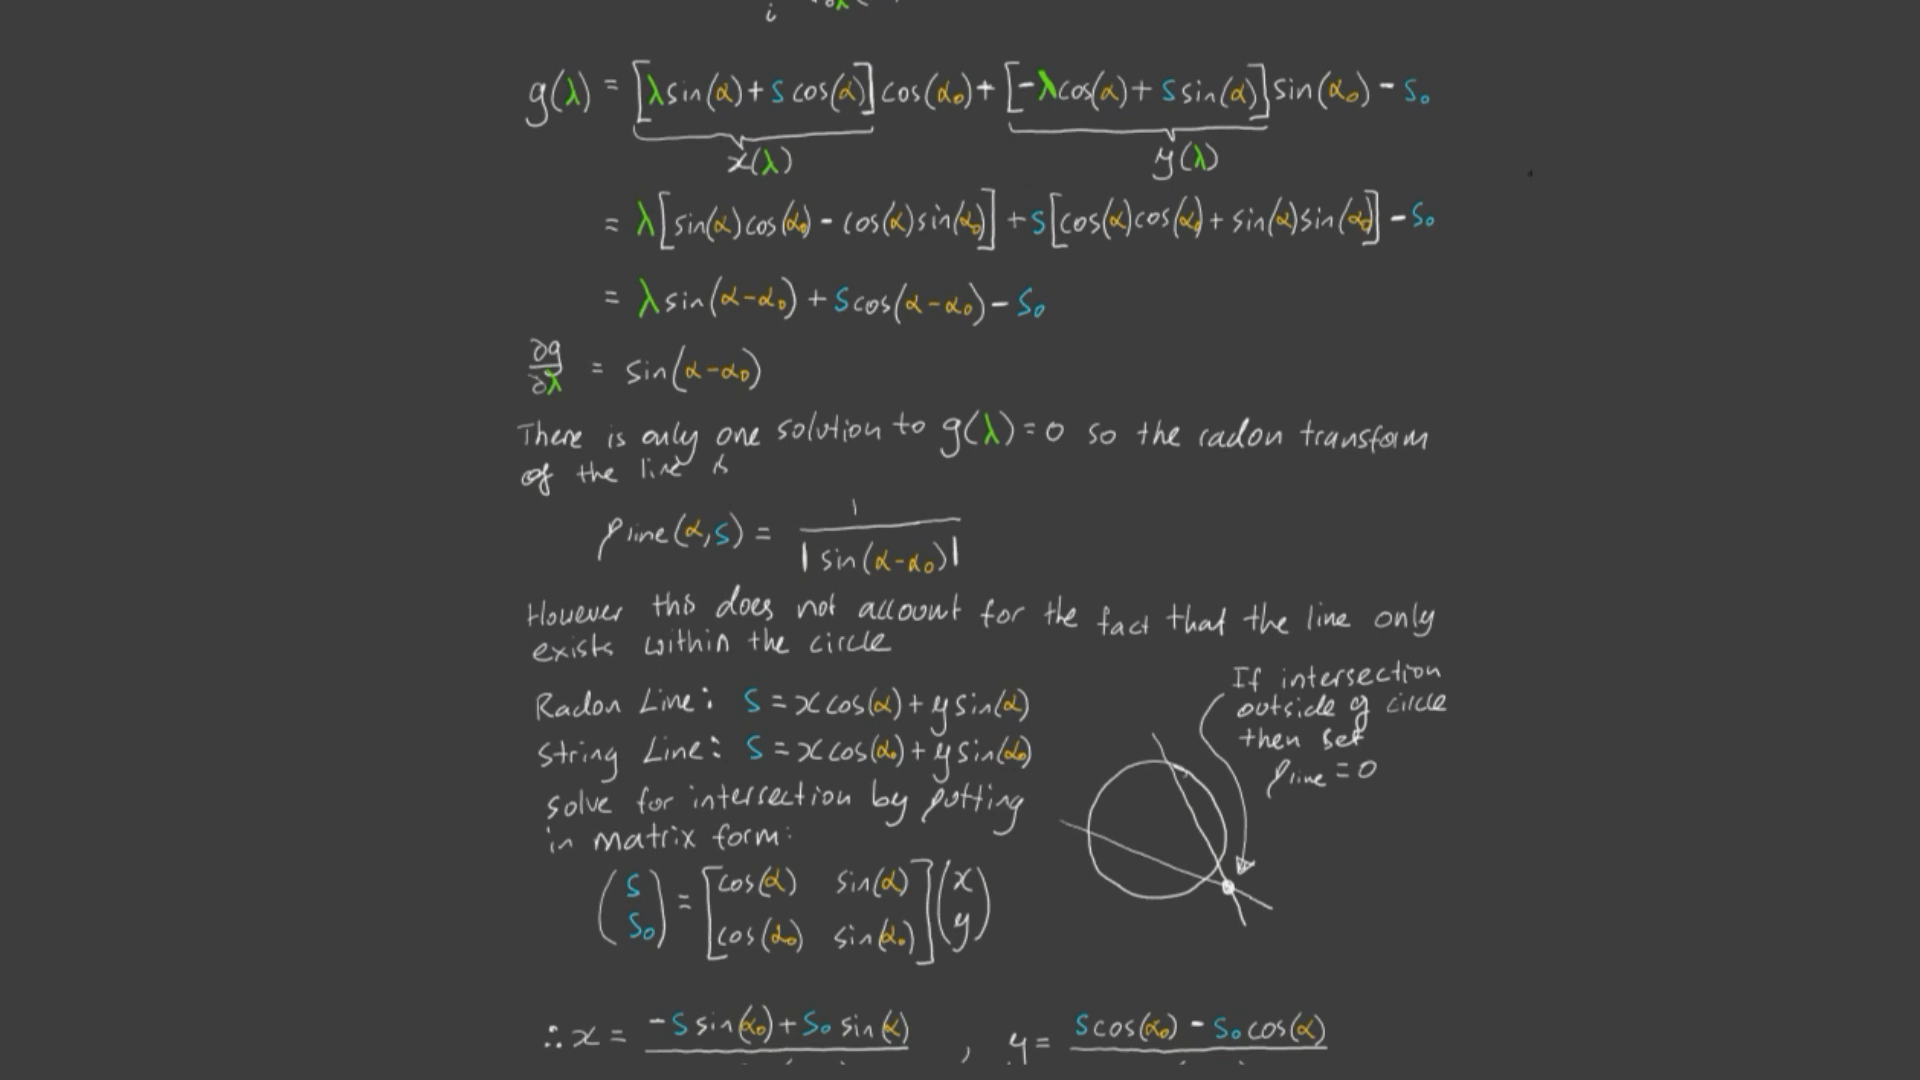 i
g(λ) = [λ sin(α) + s cos(α)] cos(α₀) + [-λ cos(α) + s sin(α)] sin(α₀) - s₀
x(λ) y(λ)
= λ[sin(α)cos(α₀) - cos(α)sin(α₀)] + s[cos(α)cos(α₀) + sin(α)sin(α₀)] - s₀
= λ sin(α-α₀) + s cos(α-α₀) - s₀
∂g/∂λ = sin(α-α₀)
There is only one solution to g(λ)=0 so the radon transform
of the line is
ρline(α,s) = 1/|sin(α-α₀)|
However this does not account for the fact that the line only
exists within the circle
Radon Line: s = x cos(α) + y sin(α)
String Line: s = x cos(α₀) + y sin(α₀)
solve for intersection by putting
in matrix form:
(s s₀) = [cos(α) sin(α) cos(α₀) sin(α₀)] (x y)
If intersection
outside of circle
then set
ρline = 0
∴ x = -s sin(α₀) + s₀ sin(α) , y = s cos(α₀) - s₀ cos(α)